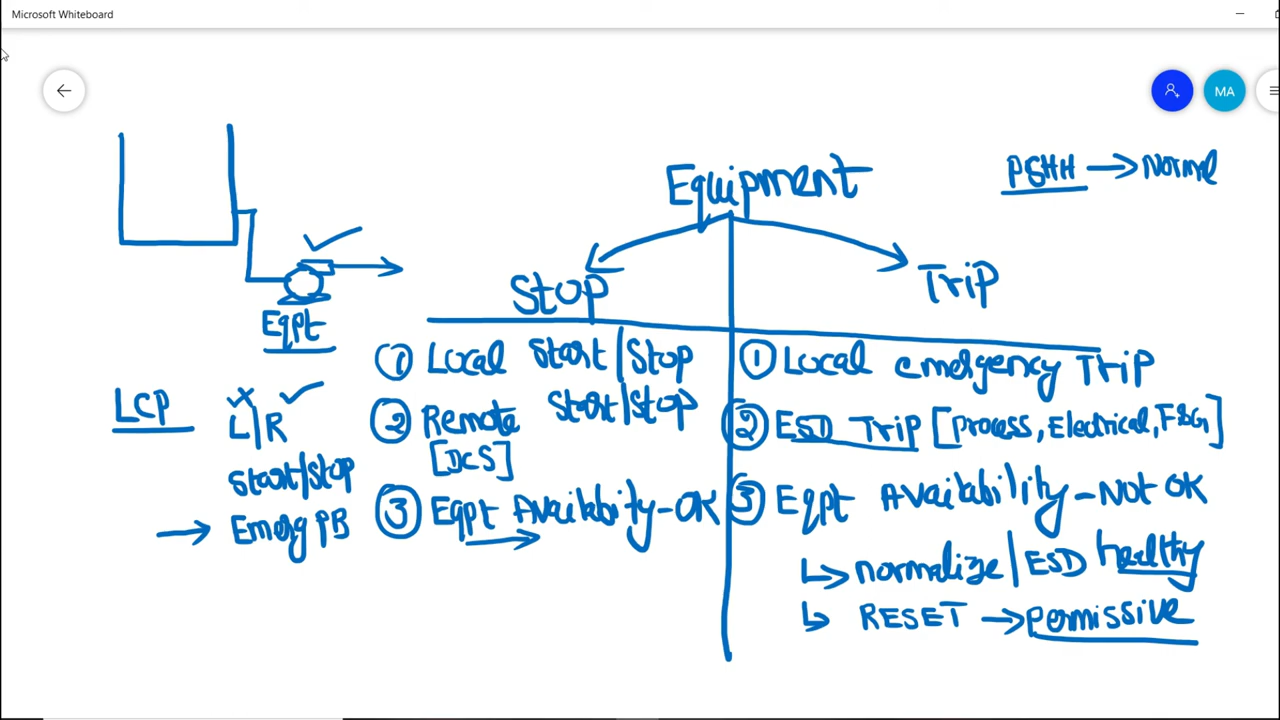 Microsoft Whiteboard
MA
PSHH → Normal
Equipment
Stop
Trip
Eqpt
① Local Start/Stop
② Remote Start/Stop
[DCS]
③ Eqpt Availability-OK
① Local emergency Trip
② ESD Trip [Process, Electrical, F&G]
③ Eqpt Availability-NOT OK
↳ normalize/ESD healthy
↳ RESET → permissive
LCP L/R
Start/Stop
→ Emerg PB